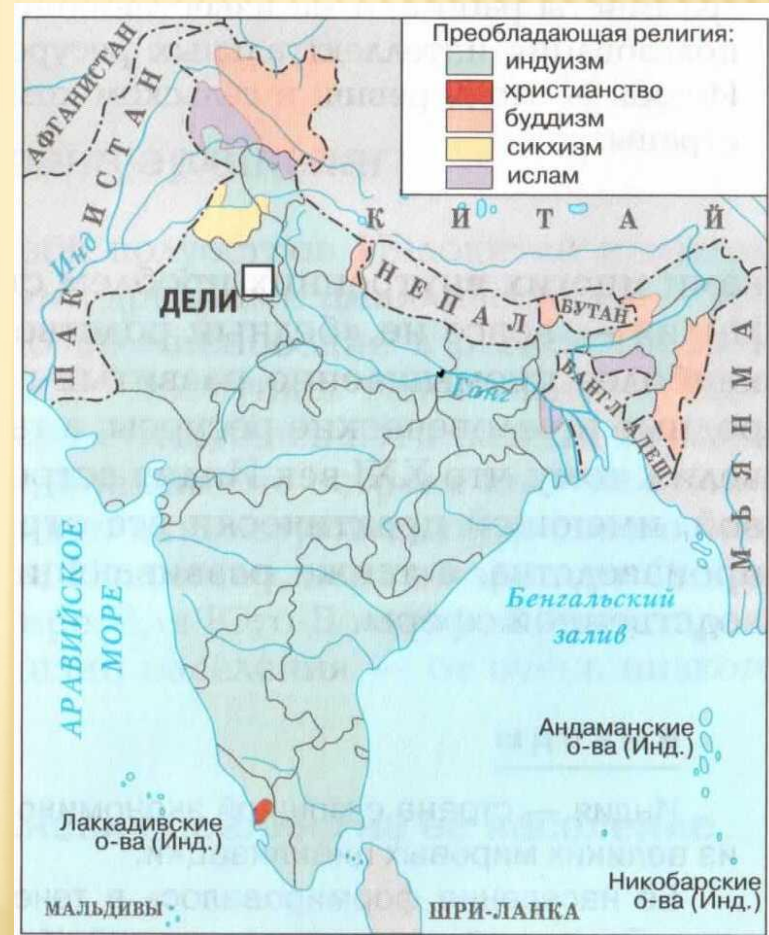 Преобладающая религия:
индуизм
христианство
буддизм
сикхизм
ислам
АФГАНИСТАН
ПАКИСТАН
Инд
КИТАЙ
ДЕЛИ
НЕПАЛ
БУТАН
Ганг
БАНГЛАДЕШ
МЬЯНМА
АРАВИЙСКОЕ
МОРЕ
Бенгальский
залив
Андаманские
о-ва (Инд.)
Лаккадивские
о-ва (Инд.)
Никобарские
о-ва (Инд.)
МАЛЬДИВЫ
ШРИ-ЛАНКА